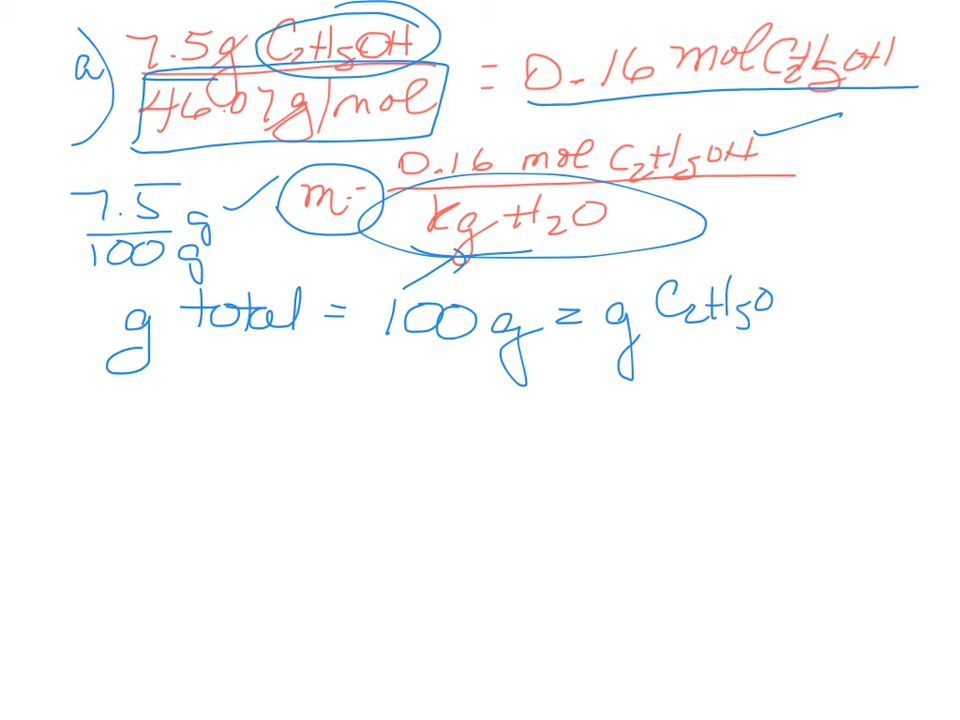 a) 7.5g C2H5OH / 46.07g/mol = 0.16 mol C2H5OH
7.5 g / 100 g m = 0.16 mol C2H5OH / kg H2O
g total = 100 g = g C2H5O